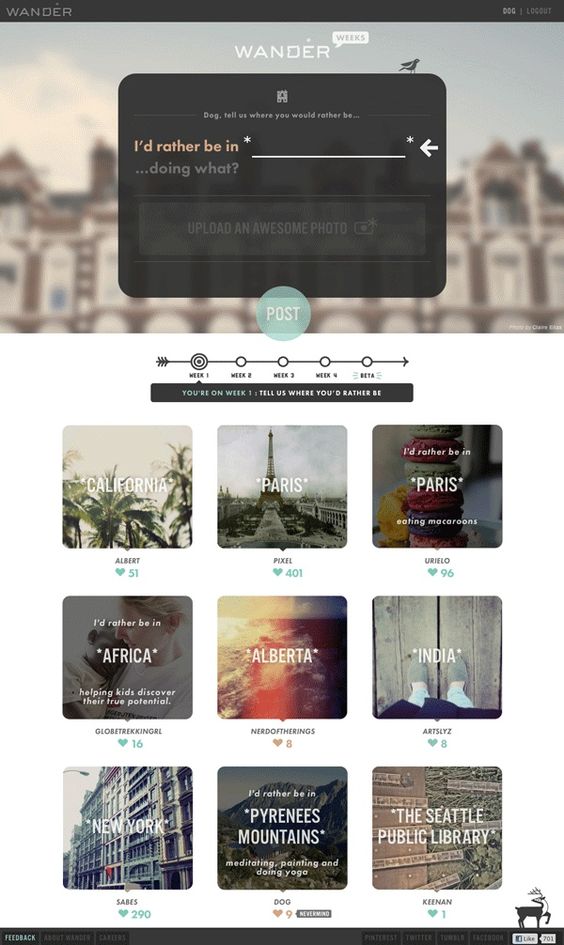 WANDER
DOG | LOGOUT
WANDER
WEEKS
Dog, tell us where you would rather be...
I'd rather be in * *
...doing what?
UPLOAD AN AWESOME PHOTO
POST
Photo by Claire Elias
WEEK 1 WEEK 2 WEEK 3 WEEK 4 BETA
YOU'RE ON WEEK 1 : TELL US WHERE YOU'D RATHER BE
*CALIFORNIA*
ALBERT
51
*PARIS*
PIXEL
401
I'd rather be in
*PARIS*
eating macaroons
URIELO
96
I'd rather be in
*AFRICA*
helping kids discover
their true potential.
GLOBETREKKINGRL
16
*ALBERTA*
NERDOFTHERINGS
8
*INDIA*
ARTSLYZ
8
*NEW YORK*
SABES
290
I'd rather be in
*PYRENEES
MOUNTAINS*
meditating, painting and
doing yoga
DOG
9 NEVERMIND
*THE SEATTLE
PUBLIC LIBRARY*
KEENAN
1
FEEDBACK ABOUT WANDER CAREERS PINTEREST TWITTER TUMBLR FACEBOOK Like 701